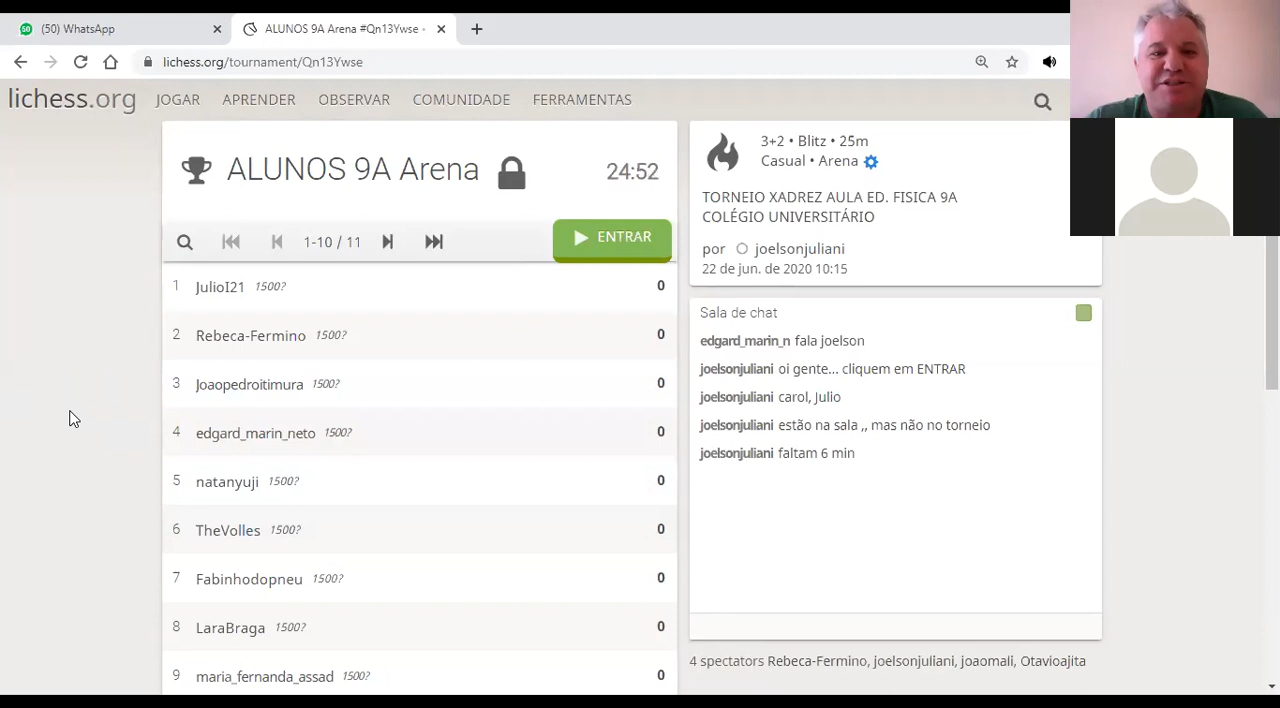 50
(50) WhatsApp
ALUNOS 9A Arena #Qn13Ywse
lichess.org/tournament/Qn13Ywse
lichess.org JOGAR APRENDER OBSERVAR COMUNIDADE FERRAMENTAS
ALUNOS 9A Arena 24:52
1-10 / 11 ENTRAR
1 JulioI21 1500? 0
2 Rebeca-Fermino 1500? 0
3 Joaopedroitimura 1500? 0
4 edgard_marin_neto 1500? 0
5 natanyuji 1500? 0
6 TheVolles 1500? 0
7 Fabinhodopneu 1500? 0
8 LaraBraga 1500? 0
9 maria_fernanda_assad 1500? 0
3+2 • Blitz • 25m
Casual • Arena
TORNEIO XADREZ AULA ED. FISICA 9A
COLÉGIO UNIVERSITÁRIO
por joelsonjuliani
22 de jun. de 2020 10:15
Sala de chat
edgard_marin_n fala joelson
joelsonjuliani oi gente... cliquem em ENTRAR
joelsonjuliani carol, Julio
joelsonjuliani estão na sala ,, mas não no torneio
joelsonjuliani faltam 6 min
4 spectators Rebeca-Fermino, joelsonjuliani, joaomali, Otavioajita